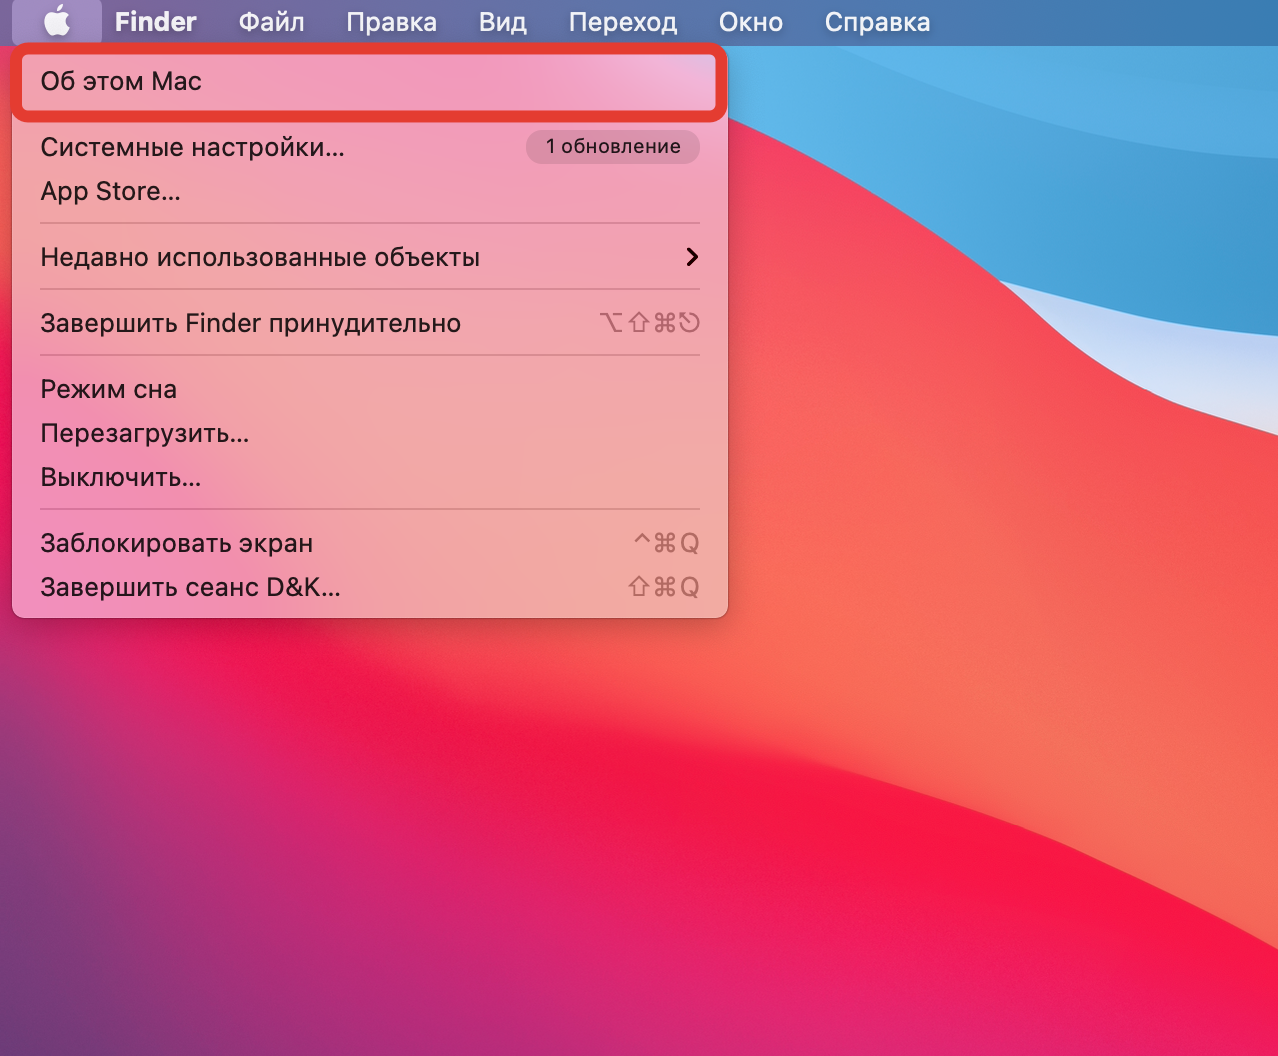 Finder Файл Правка Вид Переход Окно Справка
Об этом Mac
Системные настройки... 1 обновление
App Store...
Недавно использованные объекты
Завершить Finder принудительно ⌥⇧⌘⎋
Режим сна
Перезагрузить...
Выключить...
Заблокировать экран ^⌘Q
Завершить сеанс D&K... ⇧⌘Q